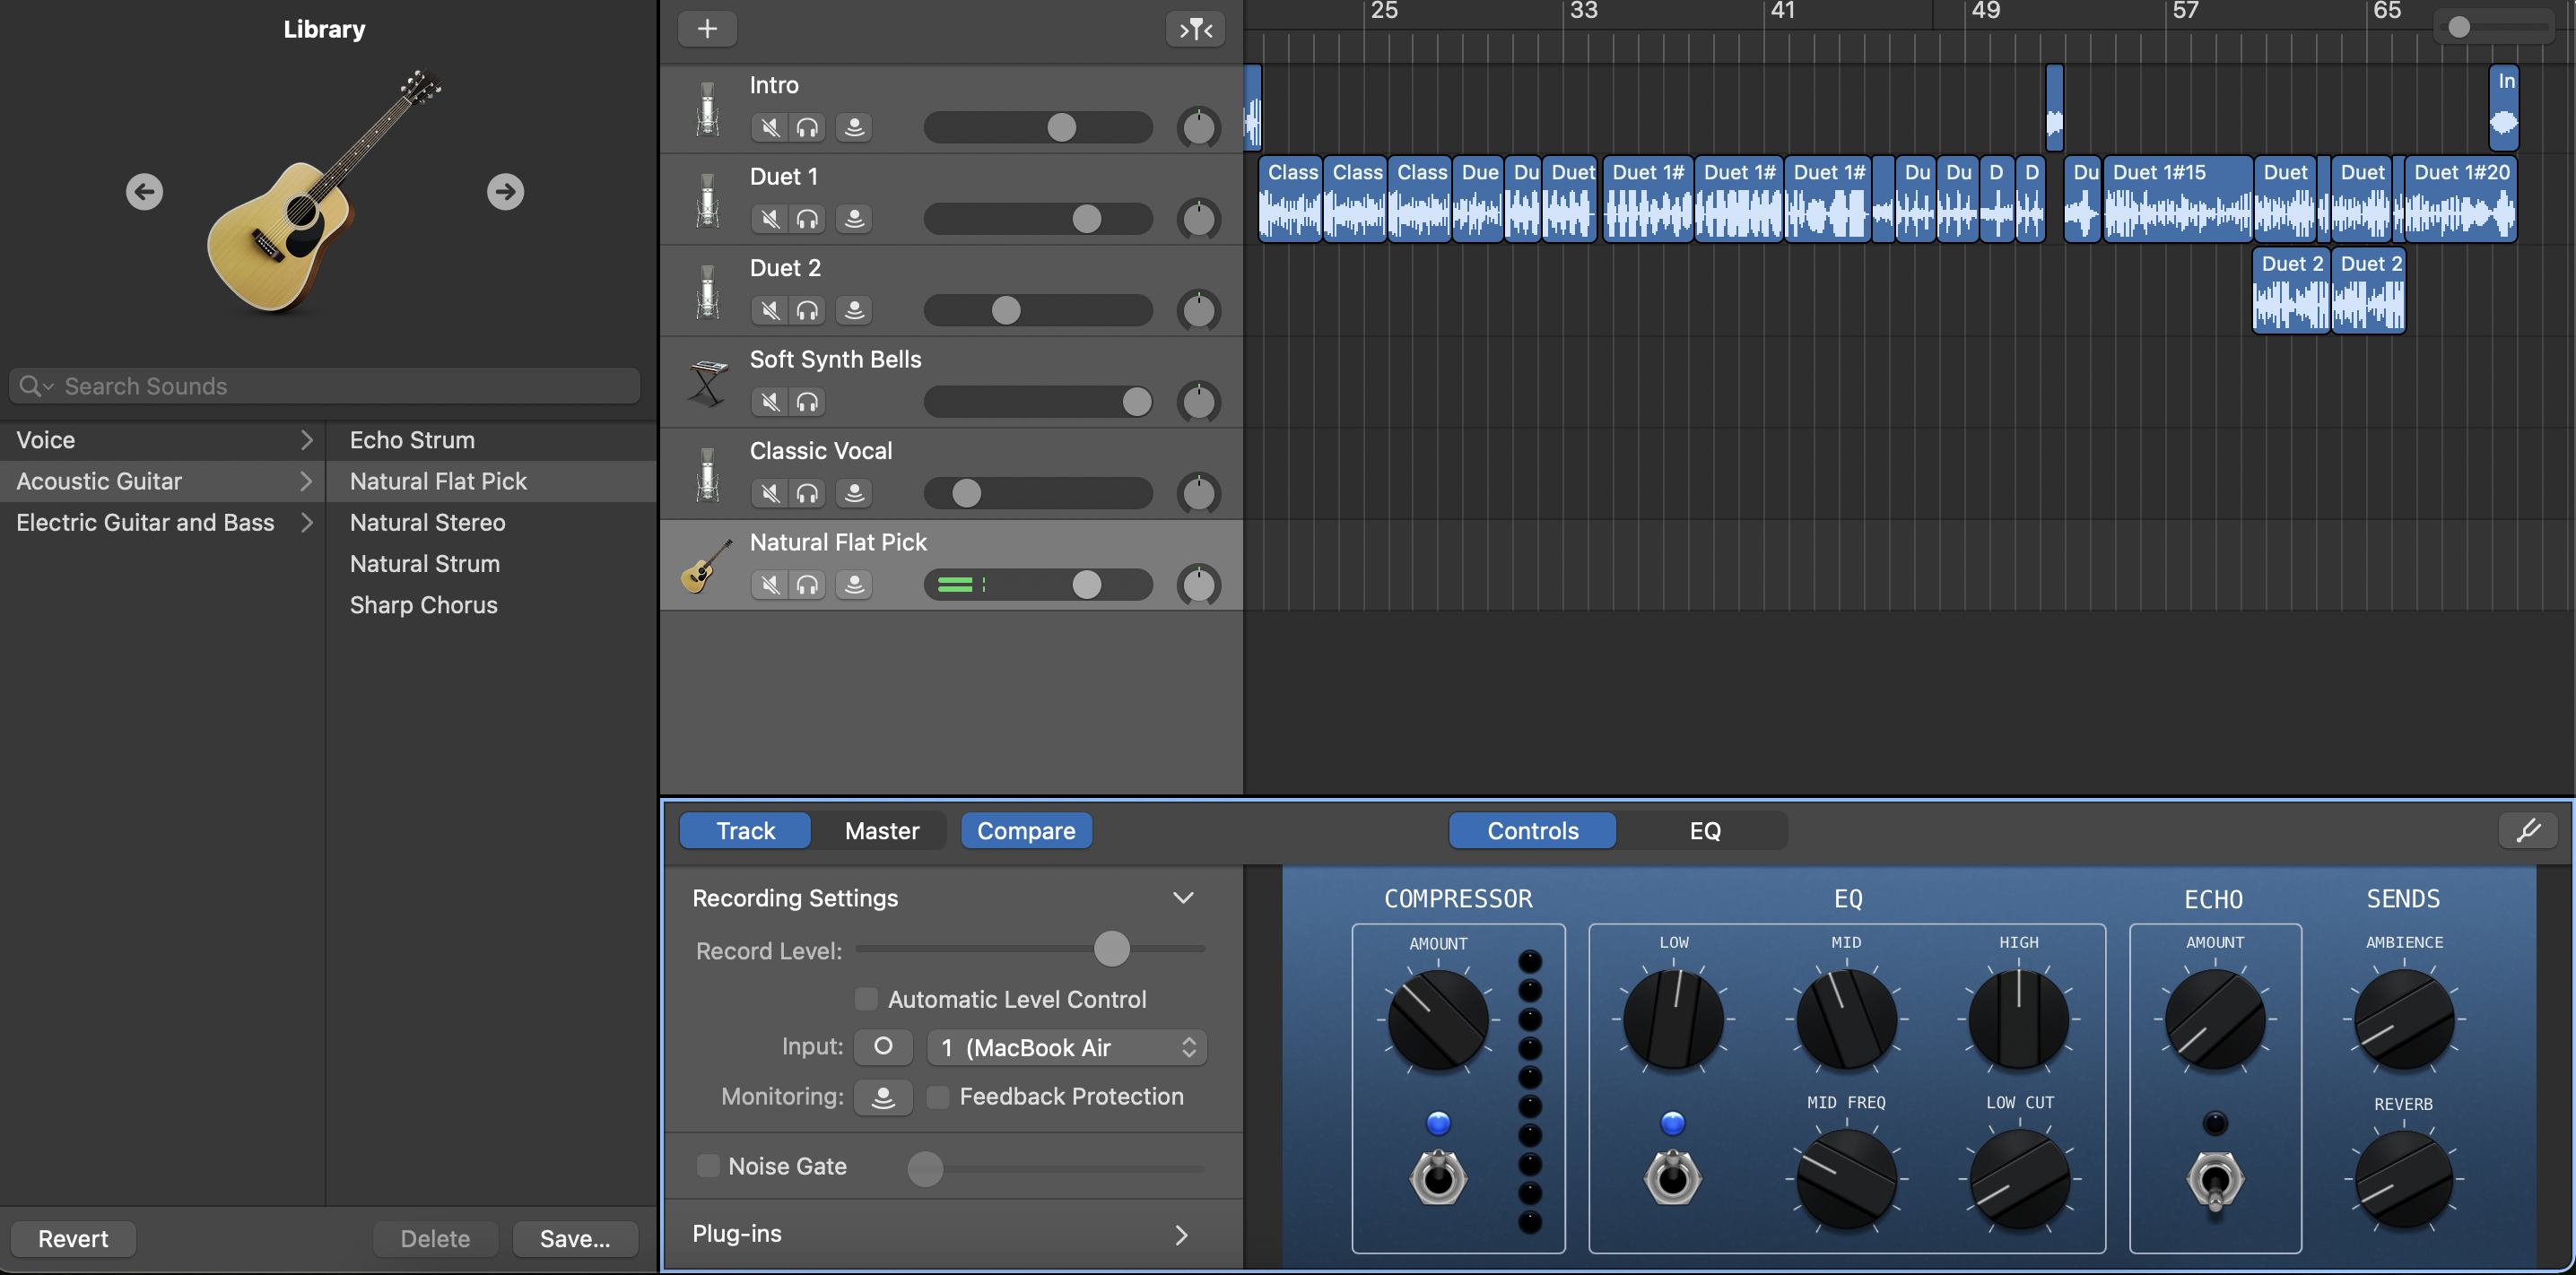 Library
Search Sounds
Voice
Acoustic Guitar
Electric Guitar and Bass
Echo Strum
Natural Flat Pick
Natural Stereo
Natural Strum
Sharp Chorus
Revert
Delete
Save...
25 33 41 49 57 65
Intro
In
Duet 1
Class Class Class Due Du Duet Duet 1# Duet 1# Duet 1# Du Du D D Du Duet 1#15 Duet Duet Duet 1#20
Duet 2
Duet 2 Duet 2
Soft Synth Bells
Classic Vocal
Natural Flat Pick
Track Master Compare
Controls EQ
Recording Settings
Record Level:
Automatic Level Control
Input: 1 (MacBook Air
Monitoring: Feedback Protection
Noise Gate
Plug-ins
COMPRESSOR EQ ECHO SENDS
AMOUNT LOW MID HIGH AMOUNT AMBIENCE
MID FREQ LOW CUT REVERB